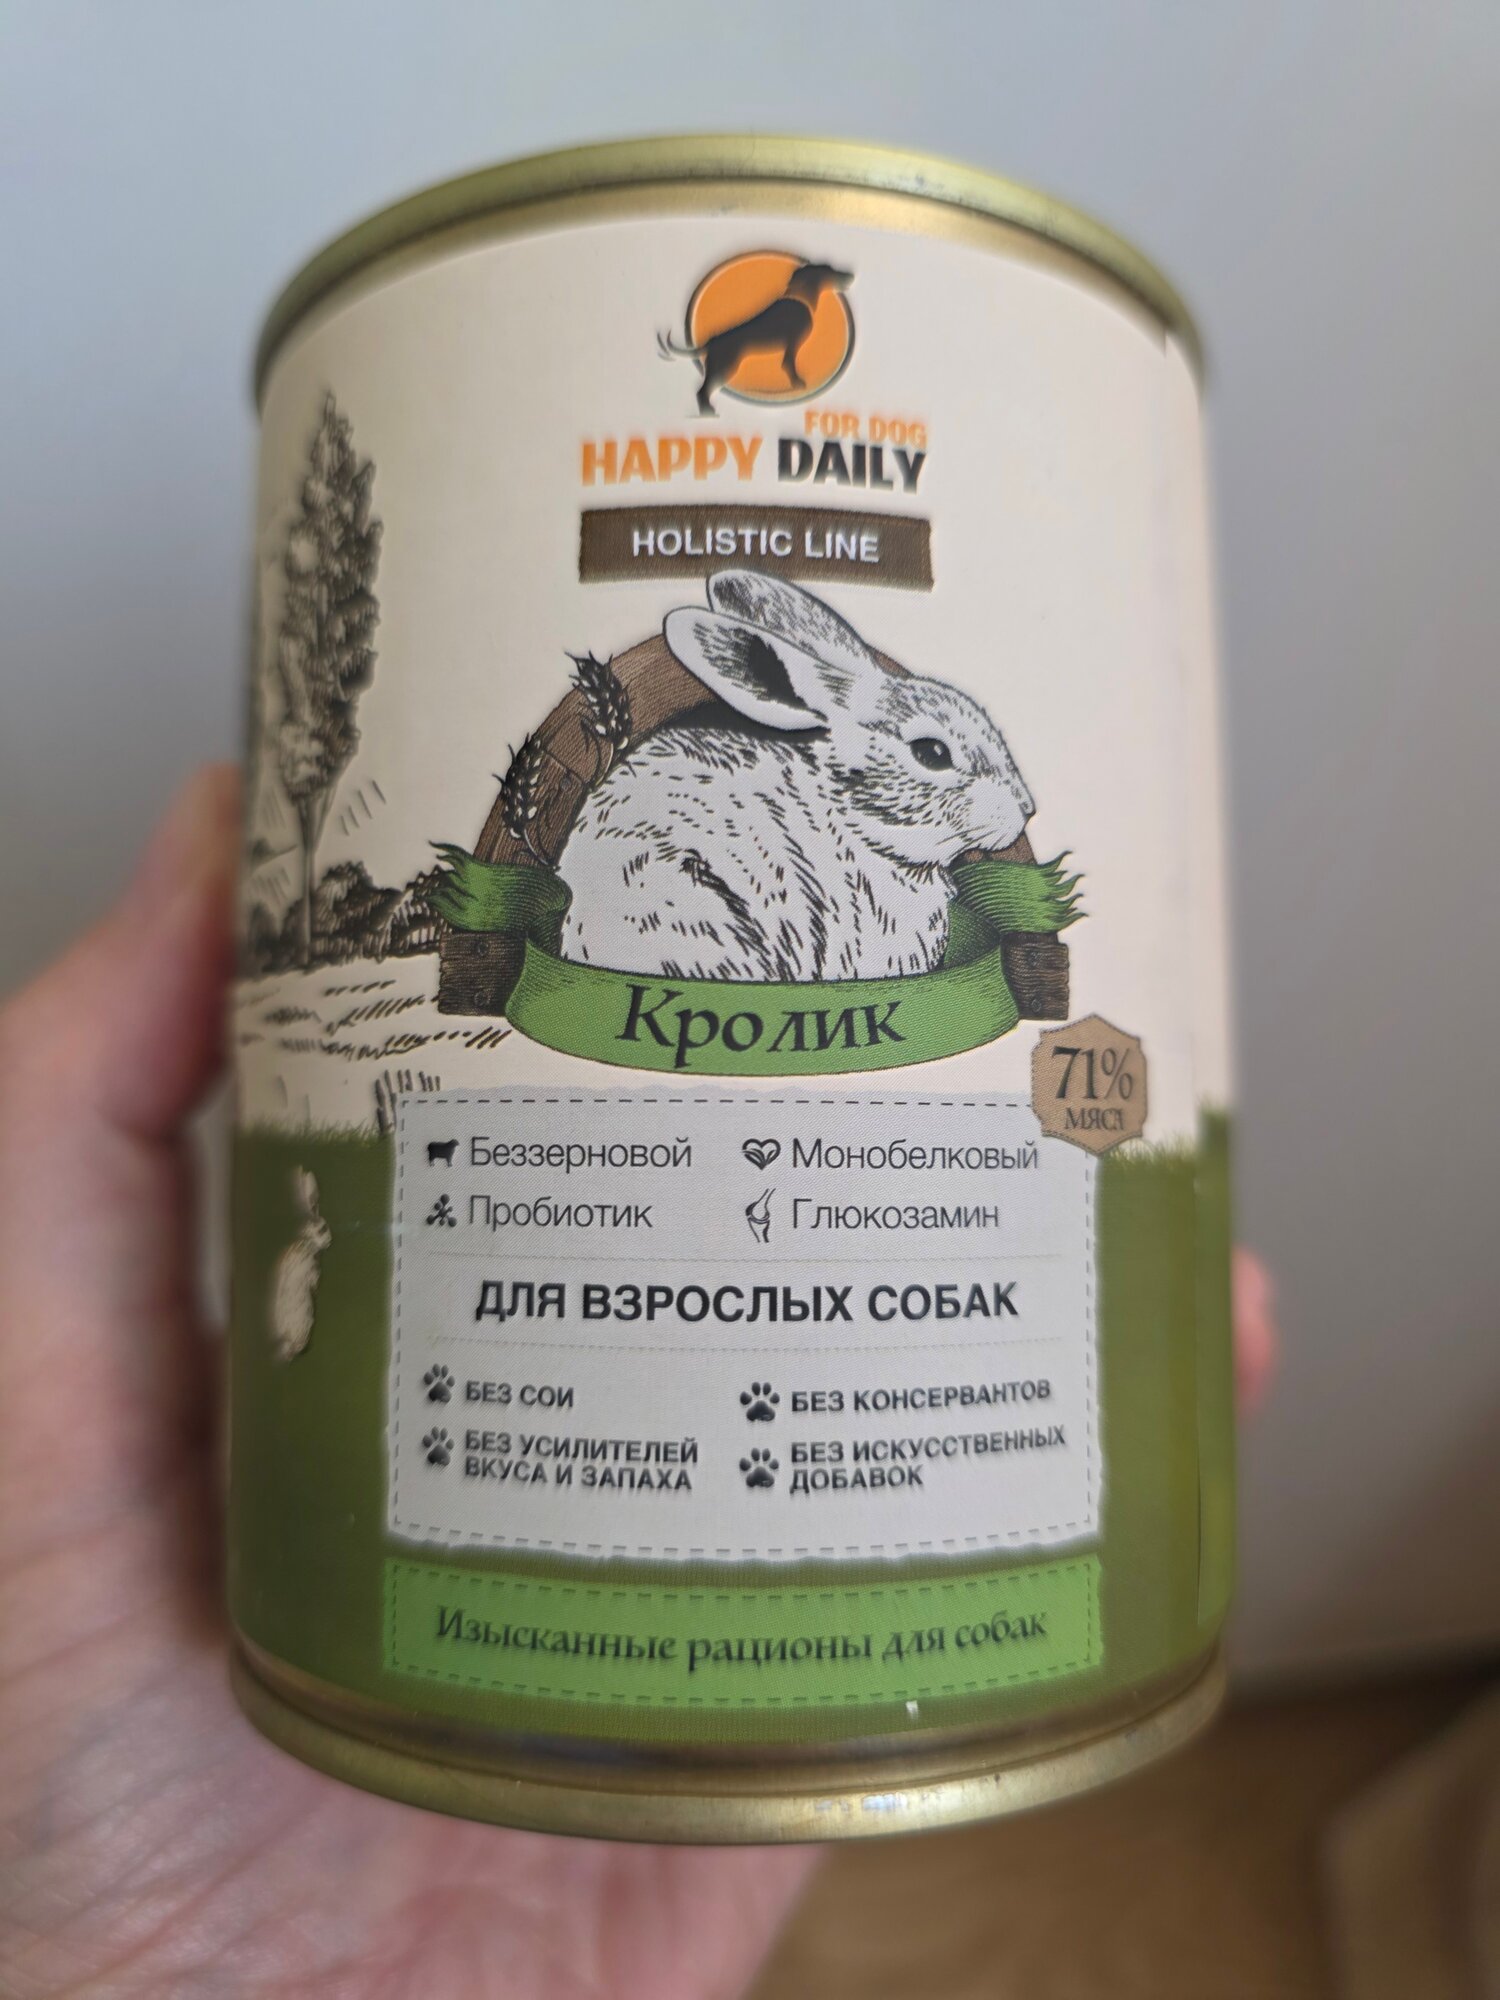 FOR DOG
HAPPY DAILY
HOLISTIC LINE
Кролик
71%
МЯСА
Беззерновой
Монобелковый
Пробиотик
Глюкозамин
ДЛЯ ВЗРОСЛЫХ СОБАК
БЕЗ СОИ
БЕЗ КОНСЕРВАНТОВ
БЕЗ УСИЛИТЕЛЕЙ
ВКУСА И ЗАПАХА
БЕЗ ИСКУССТВЕННЫХ
ДОБАВОК
Изысканные рационы для собак